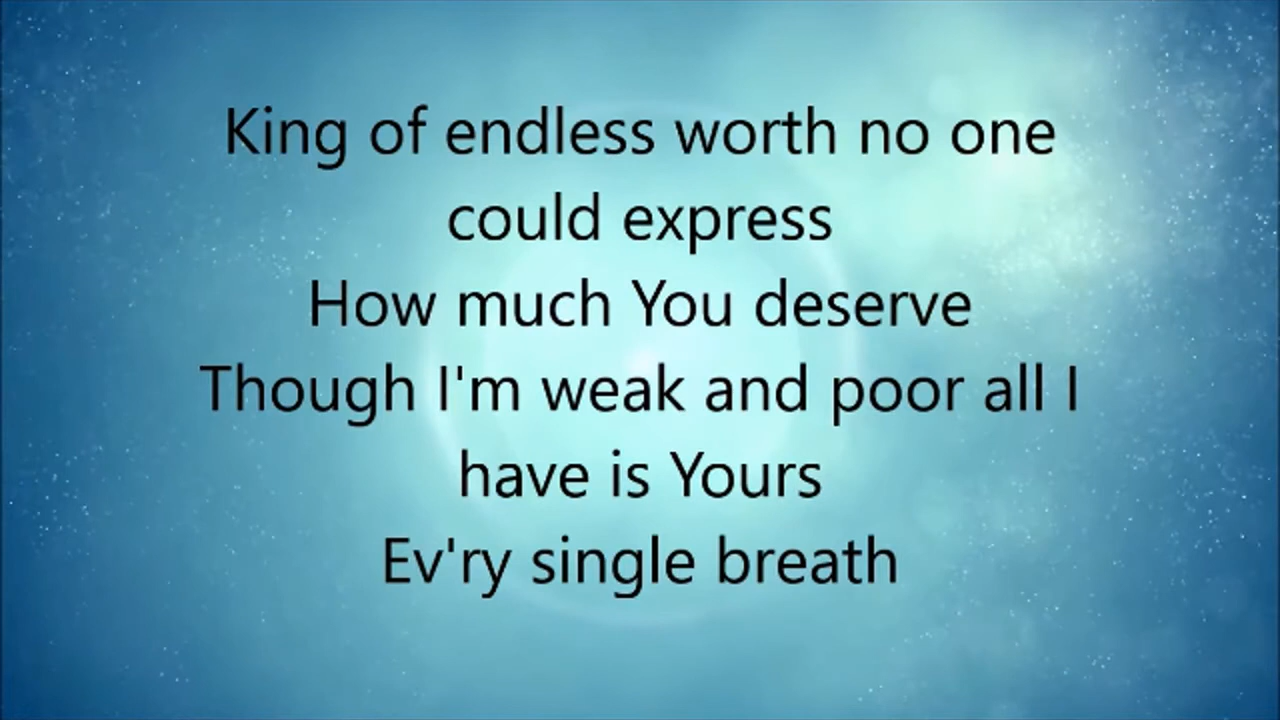 King of endless worth no one
could express
How much You deserve
Though I'm weak and poor all I
have is Yours
Ev'ry single breath